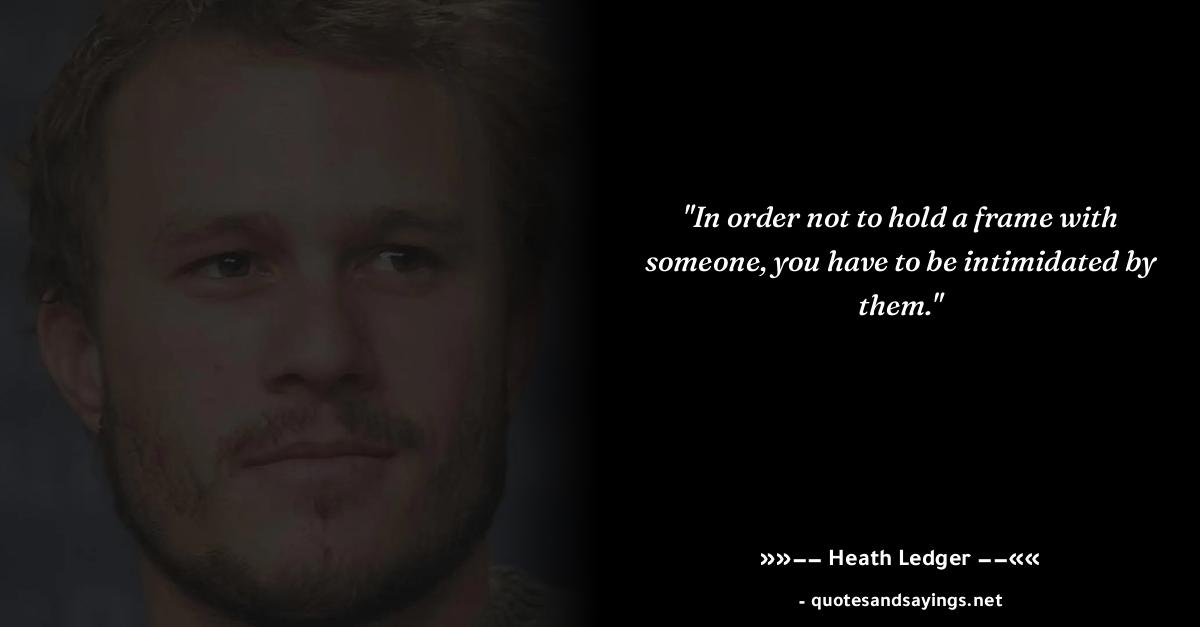 "In order not to hold a frame with
someone, you have to be intimidated by
them."
»»−− Heath Ledger −−««
- quotesandsayings.net